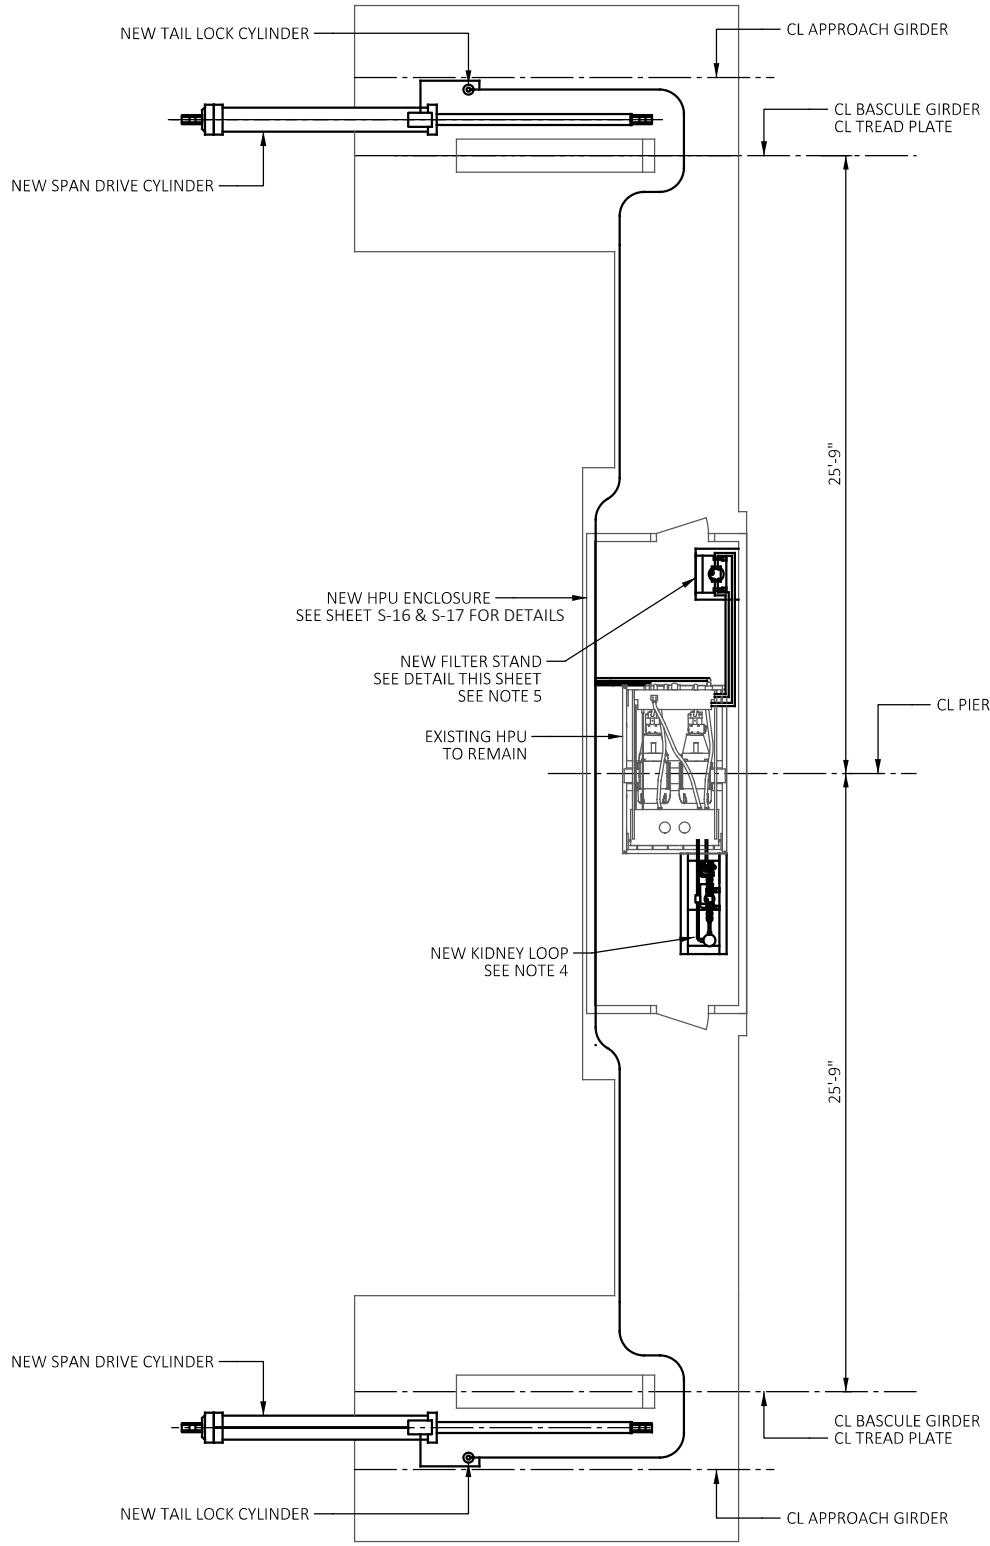 NEW TAIL LOCK CYLINDER
CL APPROACH GIRDER
CL BASCULE GIRDER
CL TREAD PLATE
NEW SPAN DRIVE CYLINDER
25'-9"
NEW HPU ENCLOSURE
SEE SHEET S-16 & S-17 FOR DETAILS
NEW FILTER STAND
SEE DETAIL THIS SHEET
SEE NOTE 5
CL PIER
EXISTING HPU
TO REMAIN
NEW KIDNEY LOOP
SEE NOTE 4
25'-9"
NEW SPAN DRIVE CYLINDER
CL BASCULE GIRDER
CL TREAD PLATE
NEW TAIL LOCK CYLINDER
CL APPROACH GIRDER